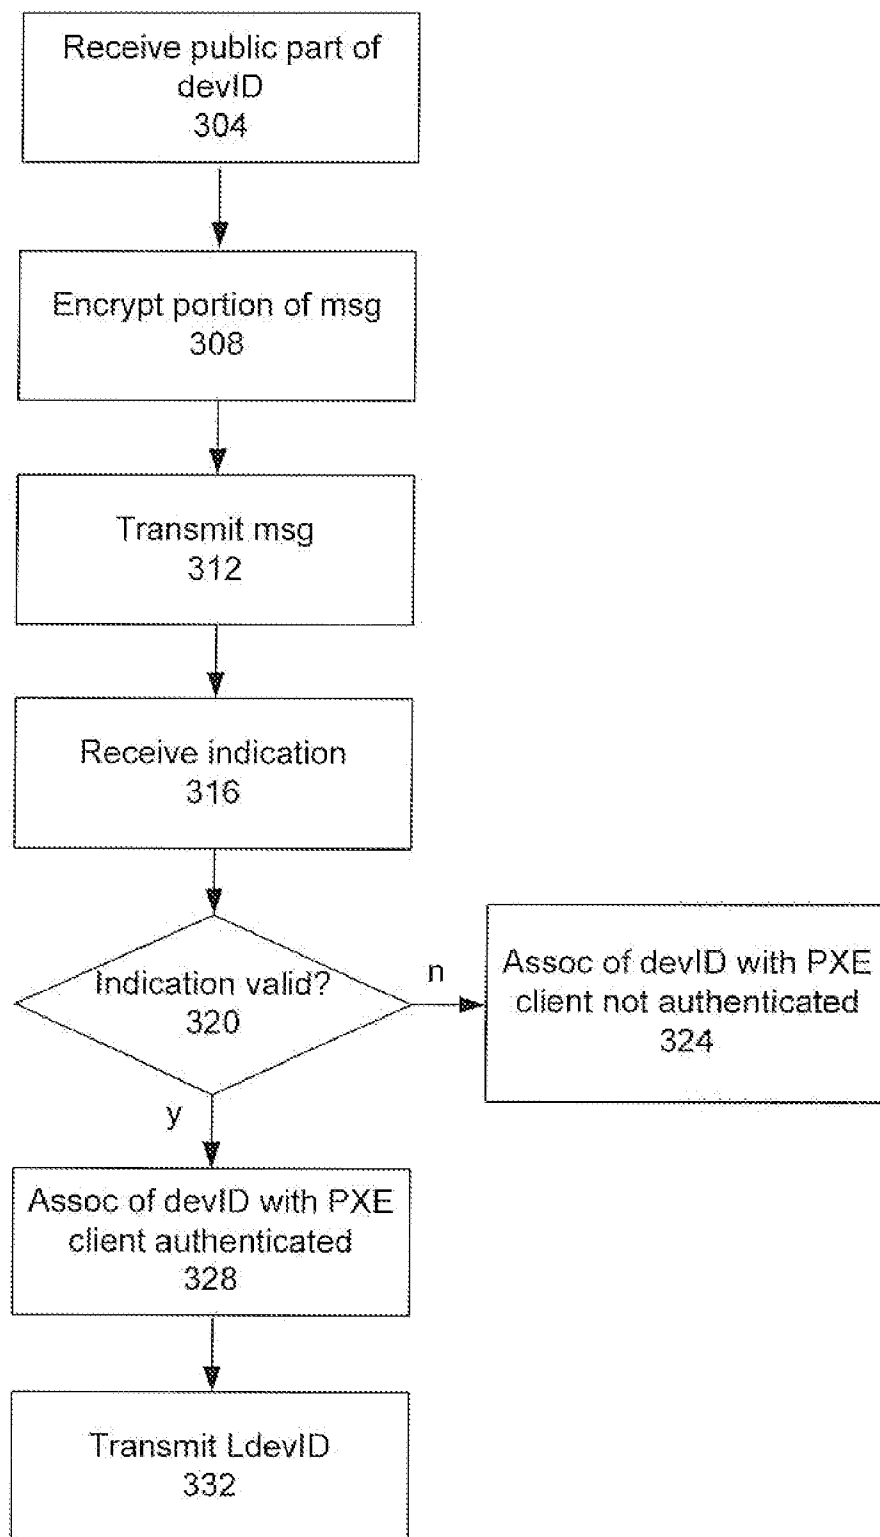 Receive public part of
devID
304
Encrypt portion of msg
308
Transmit msg
312
Receive indication
316
Indication valid?
320
n
Assoc of devID with PXE
client not authenticated
324
y
Assoc of devID with PXE
client authenticated
328
Transmit LdevID
332